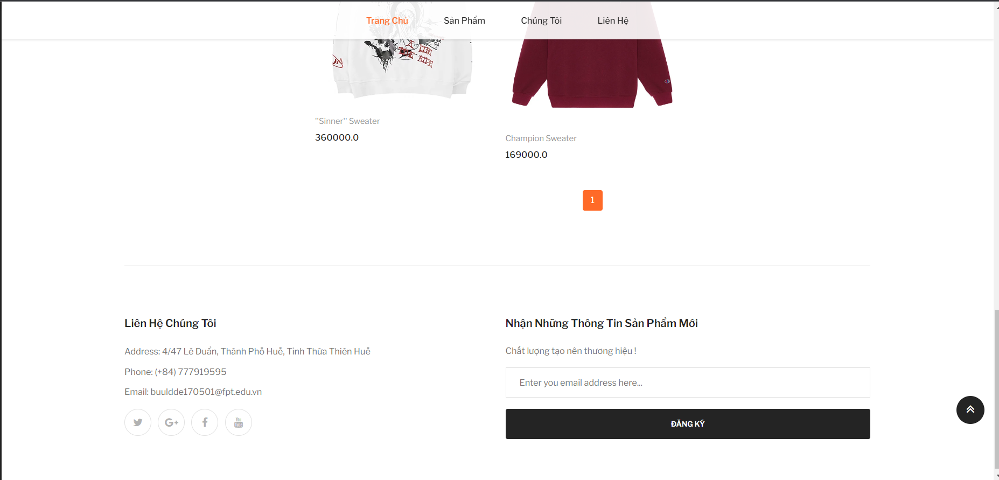 Trang Chủ Sản Phẩm Chúng Tôi Liên Hệ
''Sinner'' Sweater
360000.0
Champion Sweater
169000.0
1
Liên Hệ Chúng Tôi
Address: 4/47 Lê Duẩn, Thành Phố Huế, Tỉnh Thừa Thiên Huế
Phone: (+84) 777919595
Email: buuldde170501@fpt.edu.vn
G+ f You Tube
Nhận Những Thông Tin Sản Phẩm Mới
Chất lượng tạo nên thương hiệu !
Enter you email address here...
ĐĂNG KÝ